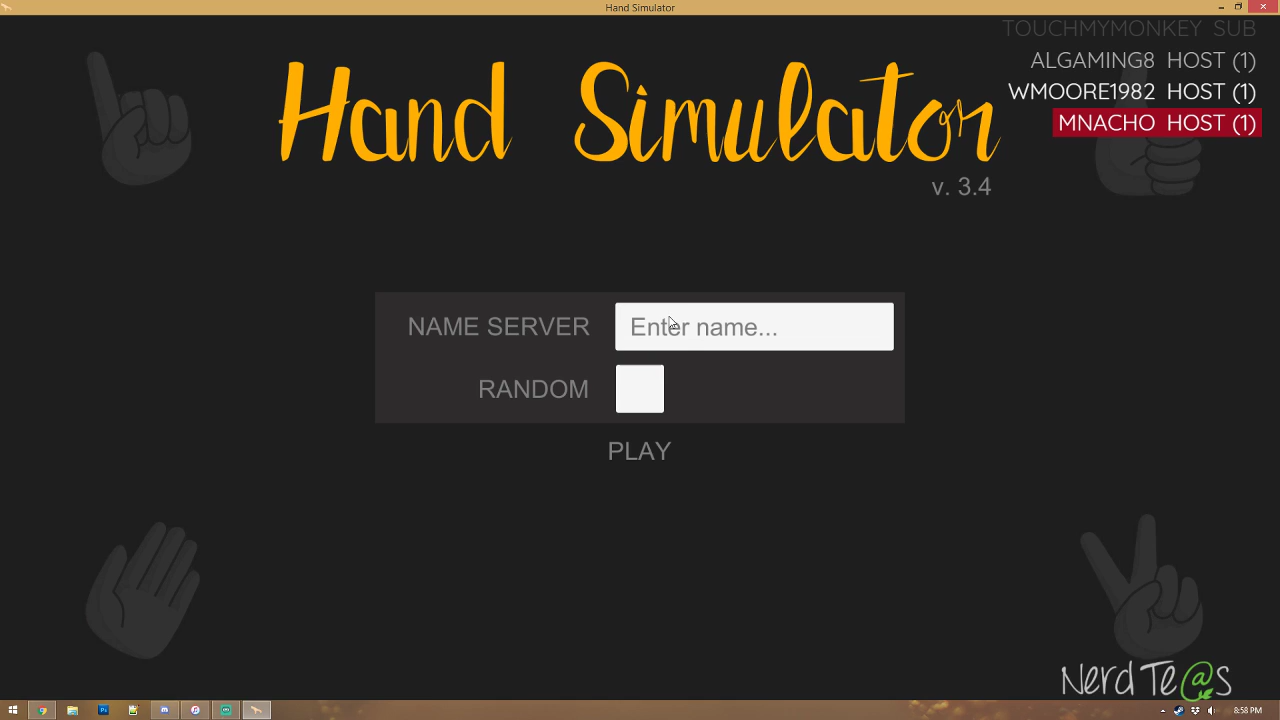 Hand Simulator
TOUCHMYMONKEY SUB
ALGAMING8 HOST (1)
WMOORE1982 HOST (1)
MNACHO HOST (1)
Hand Simulator
v. 3.4
NAME SERVER
Enter name...
RANDOM
PLAY
Nerd Te@s
8:58 PM